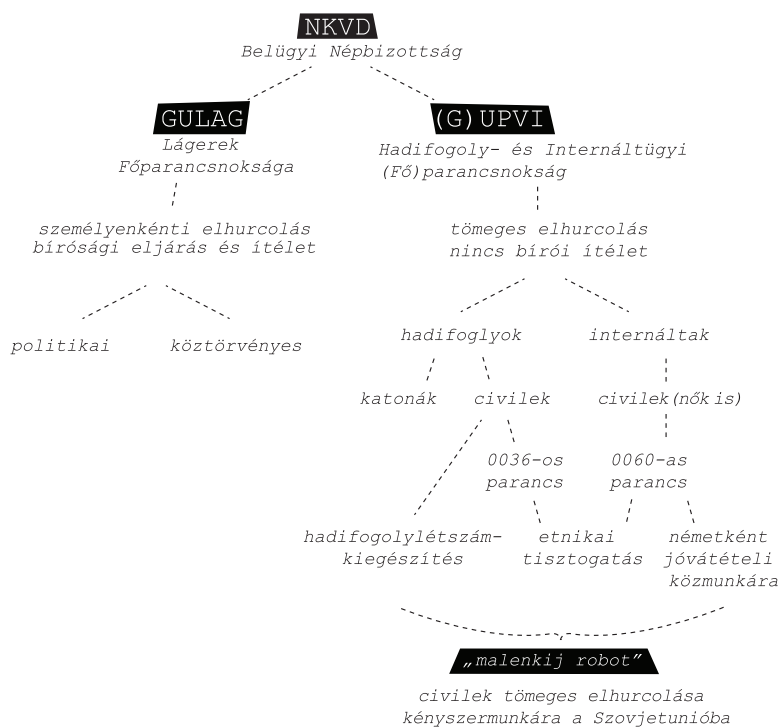 NKVD
Belügyi Népbizottság
GULAG
Lágerek
Főparancsnoksága
(G)UPVI
Hadifogoly- és Internáltügyi
(Fő)parancsnokság
személyenkénti elhurcolás
bírósági eljárás és ítélet
tömeges elhurcolás
nincs bírói ítélet
politikai
köztörvényes
hadifoglyok
internáltak
katonák
civilek
civilek(nők is)
0036-os
parancs
0060-as
parancs
hadifogolylétszám-
kiegészítés
etnikai
tisztogatás
németként
jóvátételi
közmunkára
„malenkij robot”
civilek tömeges elhurcolása
kényszermunkára a Szovjetunióba